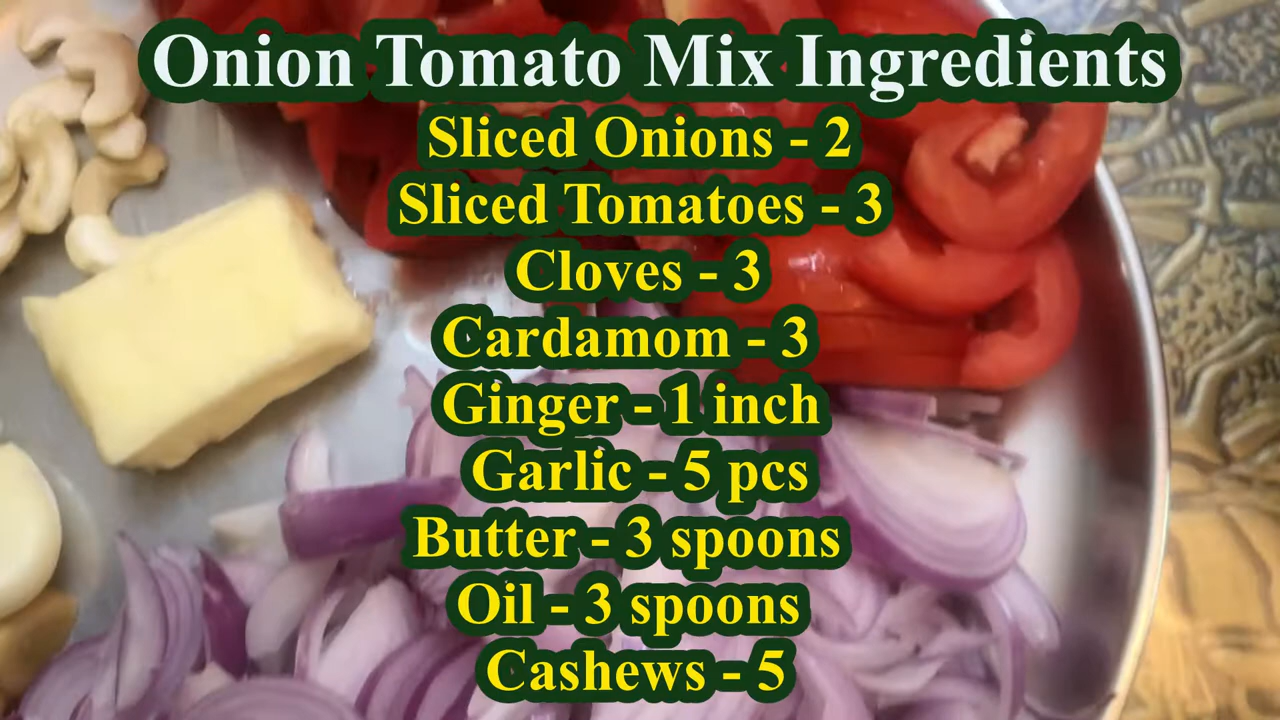 Onion Tomato Mix Ingredients
Sliced Onions - 2
Sliced Tomatoes - 3
Cloves - 3
Cardamom - 3
Ginger - 1 inch
Garlic - 5 pcs
Butter - 3 spoons
Oil - 3 spoons
Cashews - 5